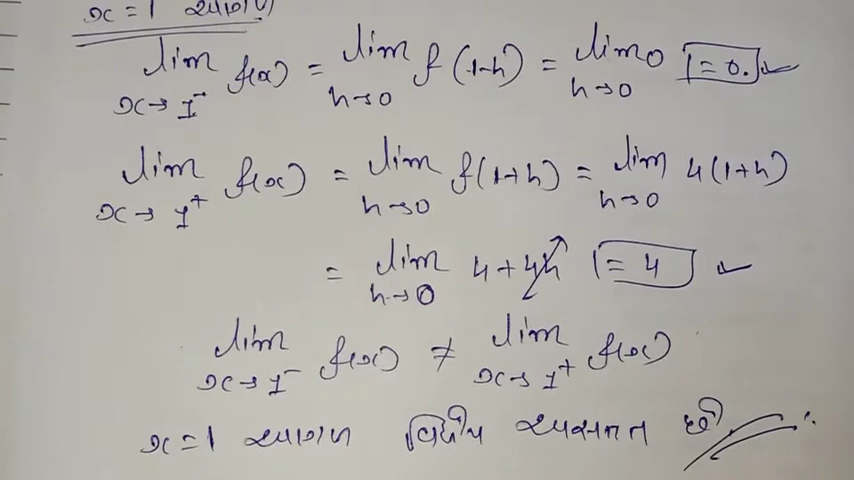 x = 1 આગળ
lim x→1⁻ f(x) = lim h→0 f(1-h) = lim h→0 0 = 0.
lim x→1⁺ f(x) = lim h→0 f(1+h) = lim h→0 4(1+h)
= lim h→0 4+4h = 4
lim x→1⁻ f(x) ≠ lim x→1⁺ f(x)
x=1 આગળ વિધેય અસતત છે.